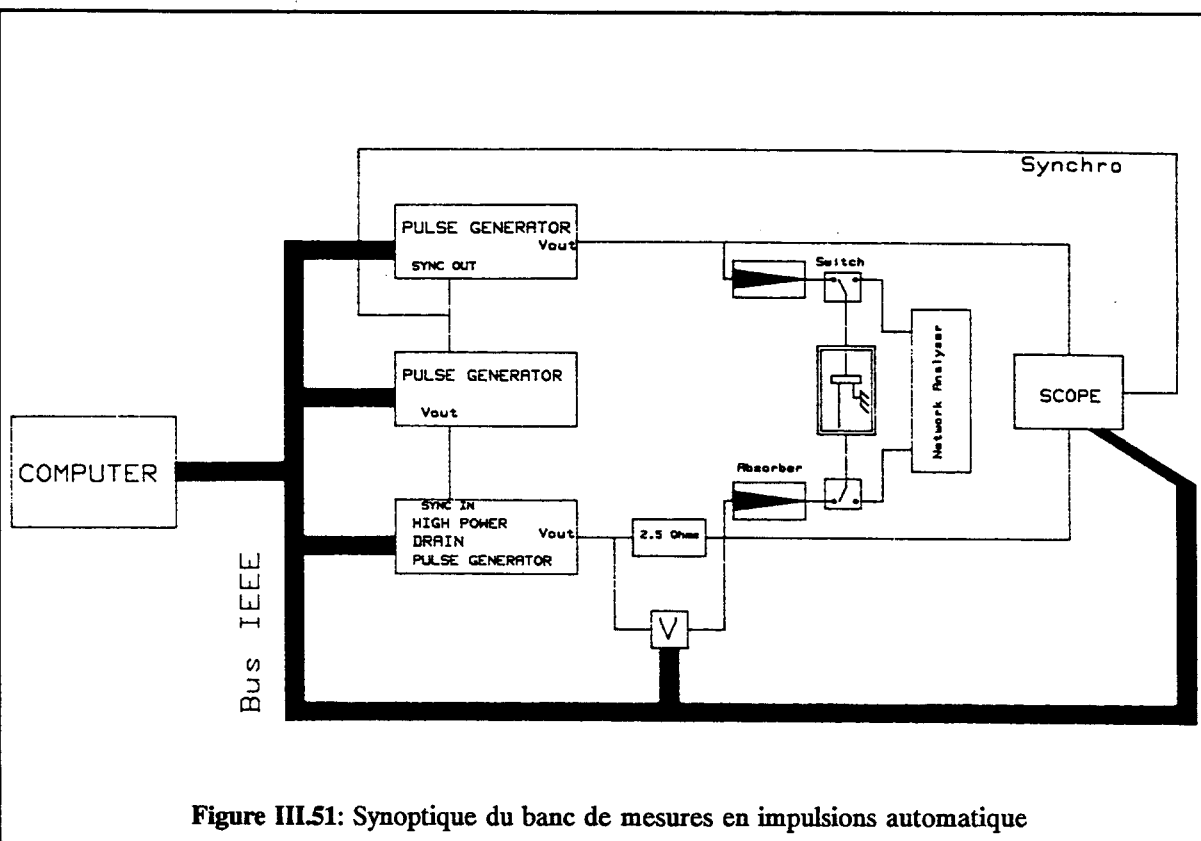 Synchro
PULSE GENERATOR
Vout
SYNC OUT
Switch
PULSE GENERATOR
Vout
Network Analyser
SCOPE
COMPUTER
Absorber
SYNC IN
HIGH POWER
DRAIN
PULSE GENERATOR
Vout
2.5 Ohms
V
Bus IEEE
Figure III.51: Synoptique du banc de mesures en impulsions automatique